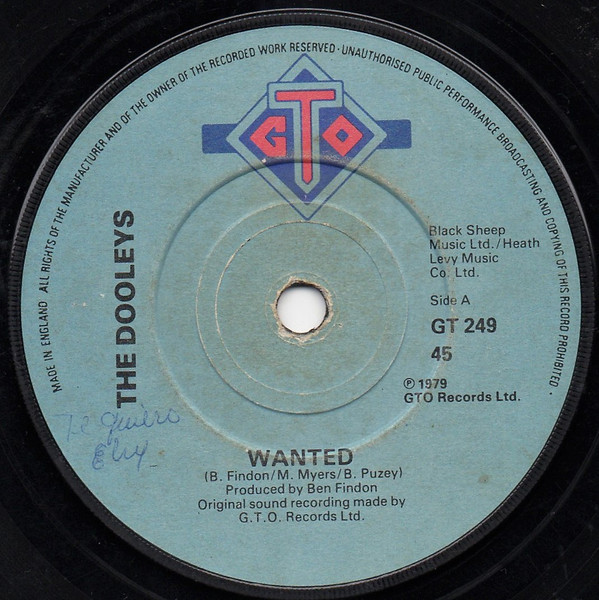 MADE IN ENGLAND ALL RIGHTS OF THE MANUFACTURER AND OF THE OWNER OF THE RECORDED WORK RESERVED · UNAUTHORISED PUBLIC PERFORMANCE BROADCASTING AND COPYING OF THIS RECORD PROHIBITED ·
GTO
THE DOOLEYS
Black Sheep
Music Ltd./Heath
Levy Music
Co. Ltd.
Side A
GT 249
45
℗ 1979
GTO Records Ltd.
Te quiero
WANTED
(B. Findon/M. Myers/B. Puzey)
Produced by Ben Findon
Original sound recording made by
G.T.O. Records Ltd.